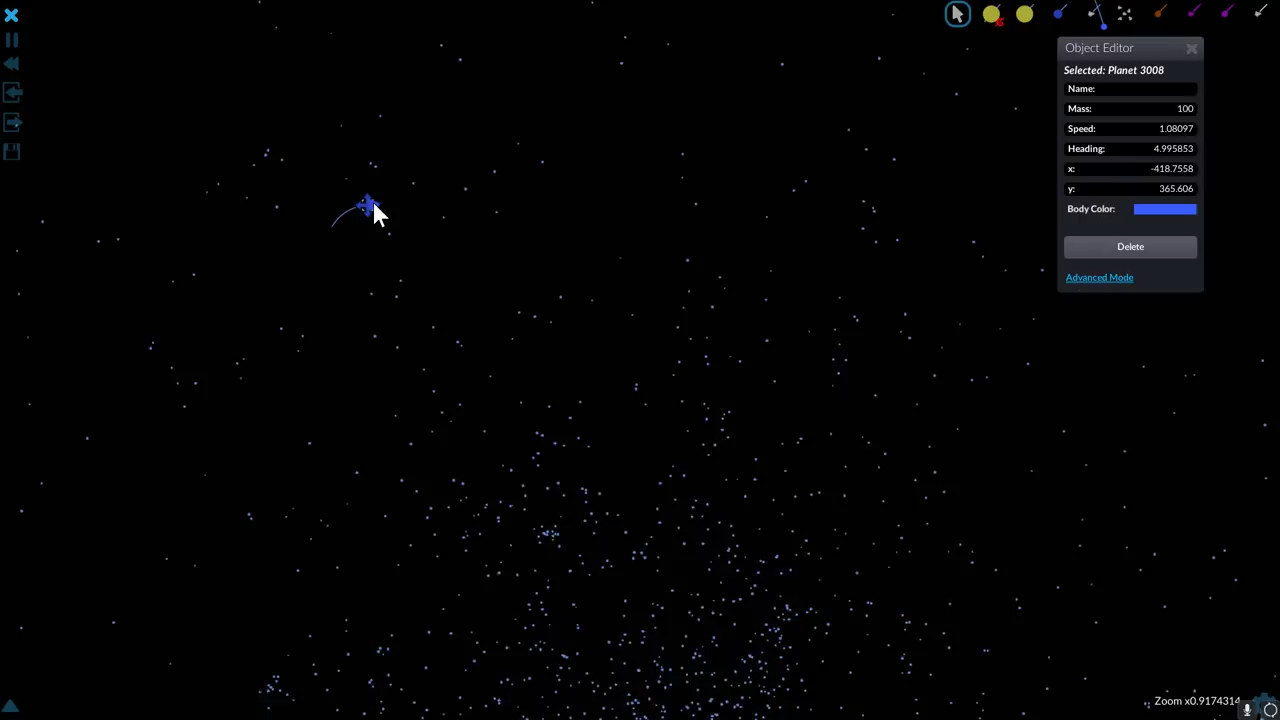 Object Editor
Selected: Planet 3008
Name:
Mass: 100
Speed: 1.08097
Heading: 4.995853
x: -418.7558
y: 365.606
Body Color:
Delete
Advanced Mode
Zoom x0.9174314